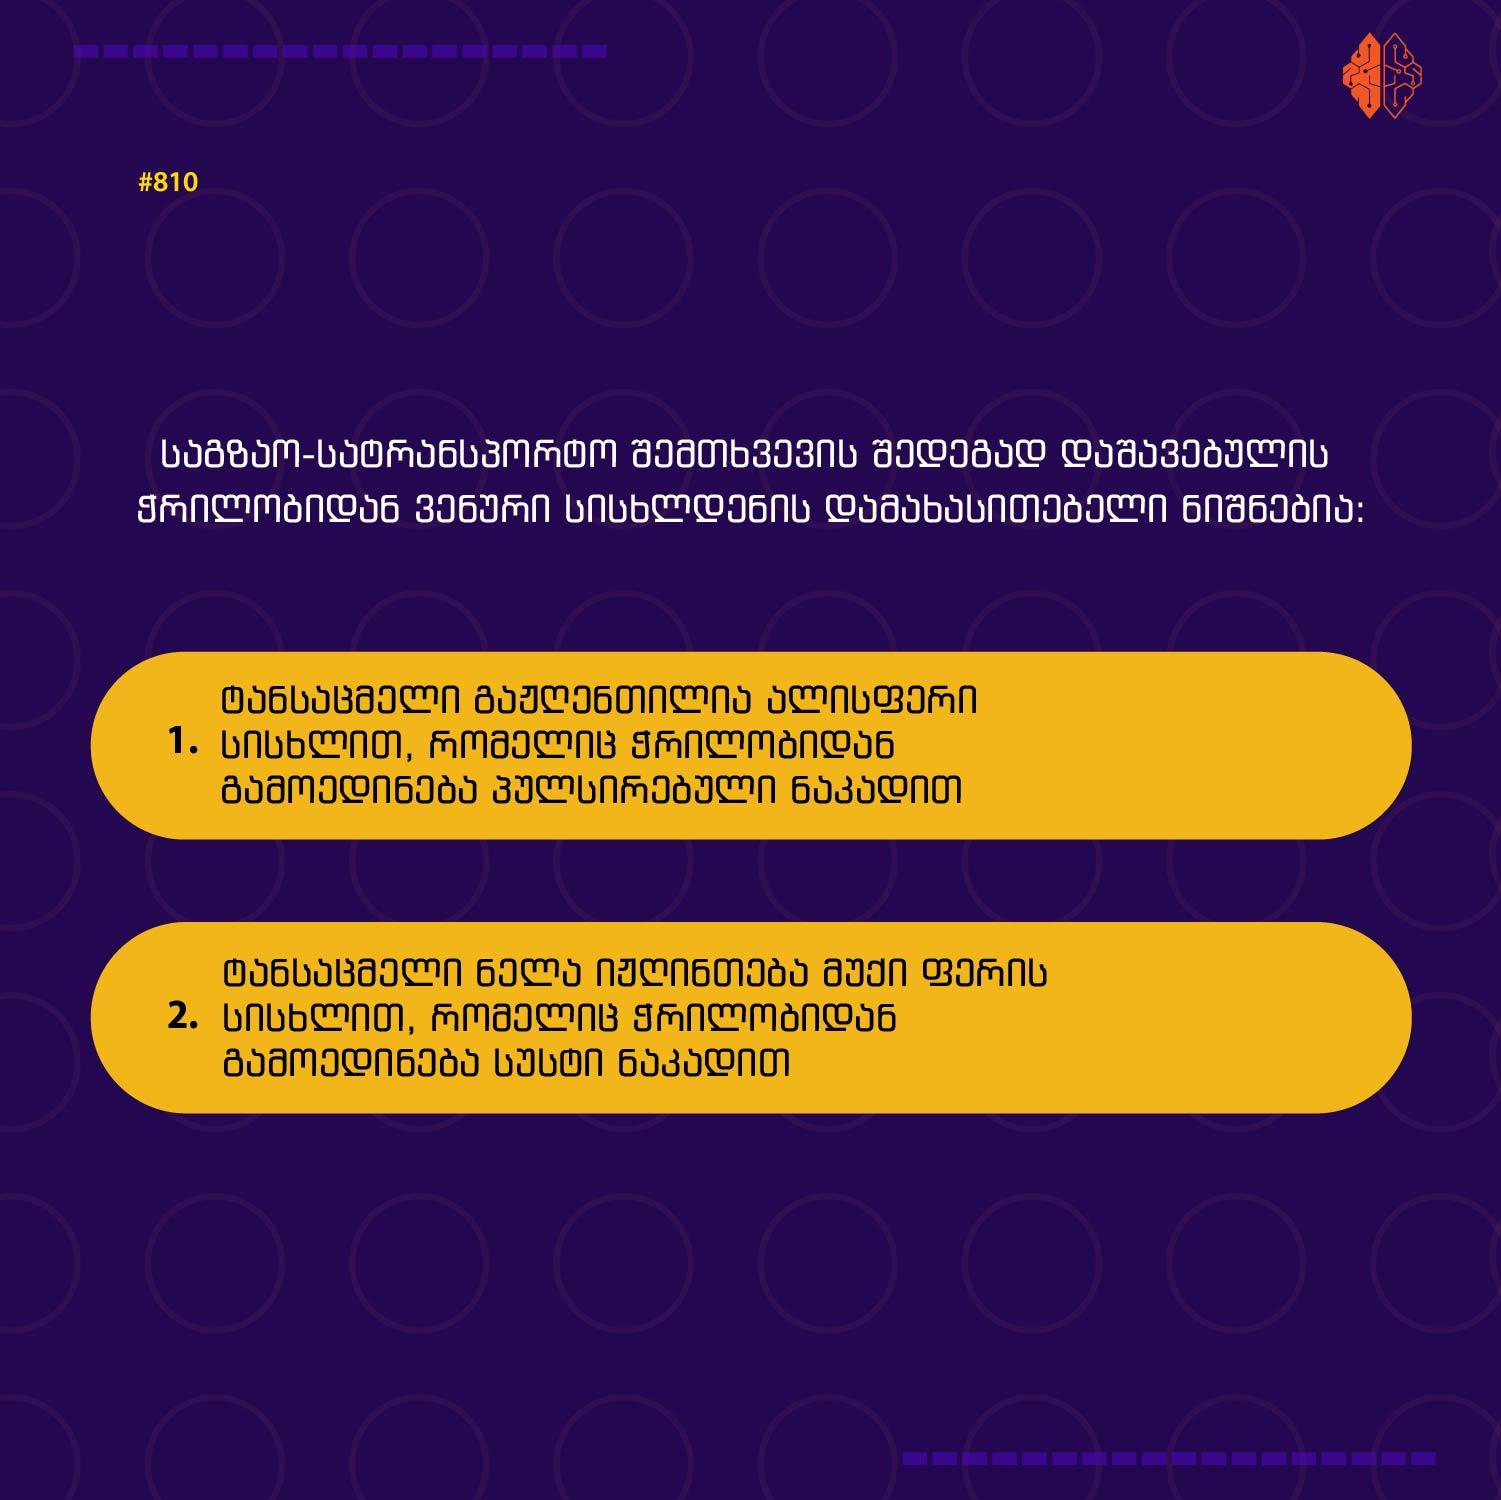 #810
საგზაო-სატრანსპორტო შემთხვევის შედეგად დაშავებულის
ჭრილობიდან ვენური სისხლდენის დამახასითებელი ნიშნებია:
1. ტანსაცმელი გაჟღენთილია ალისფერი
სისხლით, რომელიც ჭრილობიდან
გამოედინება პულსირებული ნაკადით
2. ტანსაცმელი ნელა იჟღინთება მუქი ფერის
სისხლით, რომელიც ჭრილობიდან
გამოედინება სუსტი ნაკადით